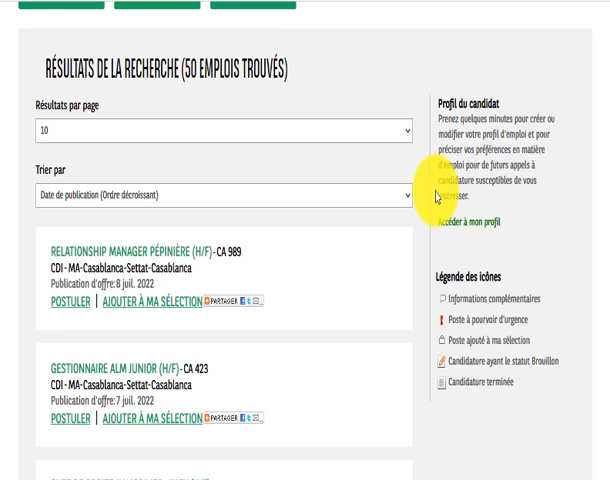 RÉSULTATS DE LA RECHERCHE (50 EMPLOIS TROUVÉS)
Résultats par page
10
Trier par
Date de publication (Ordre décroissant)
RELATIONSHIP MANAGER PÉPINIÈRE (H/F)-CA 989
CDI - MA-Casablanca-Settat-Casablanca
Publication d'offre: 8 juil. 2022
POSTULER | AJOUTER À MA SÉLECTION PARTAGER
GESTIONNAIRE ALM JUNIOR (H/F)-CA 423
CDI - MA-Casablanca-Settat-Casablanca
Publication d'offre: 7 juil. 2022
POSTULER | AJOUTER À MA SÉLECTION PARTAGER
Profil du candidat
Prenez quelques minutes pour créer ou
modifier votre profil d'emploi et pour
préciser vos préférences en matière
d'emploi pour de futurs appels à
candidature susceptibles de vous
Accéder à mon profil
Légende des icônes
Informations complémentaires
Poste à pourvoir d'urgence
Poste ajouté à ma sélection
Candidature ayant le statut Brouillon
Candidature terminée